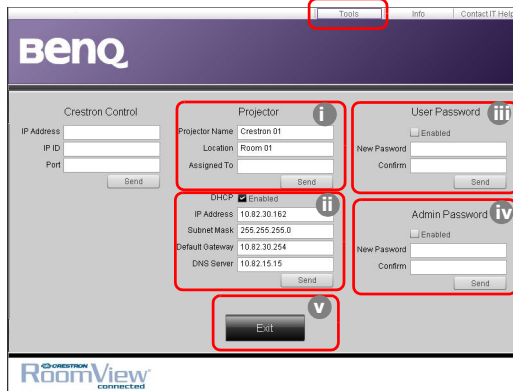 Tools Info Contact IT Help
BenQ
Crestron Control
IP Address
IP ID
Port
Send
Projector i
Projector Name Crestron 01
Location Room 01
Assigned To
Send
ii
DHCP Enabled
IP Address 10.82.30.162
Subnet Mask 255.255.255.0
Default Gateway 10.82.30.254
DNS Server 10.82.15.15
Send
User Password iii
Enabled
New Pasword
Confirm
Send
Admin Password iv
Enabled
New Pasword
Confirm
Send
v
Exit
CRESTRON
RoomView
connected